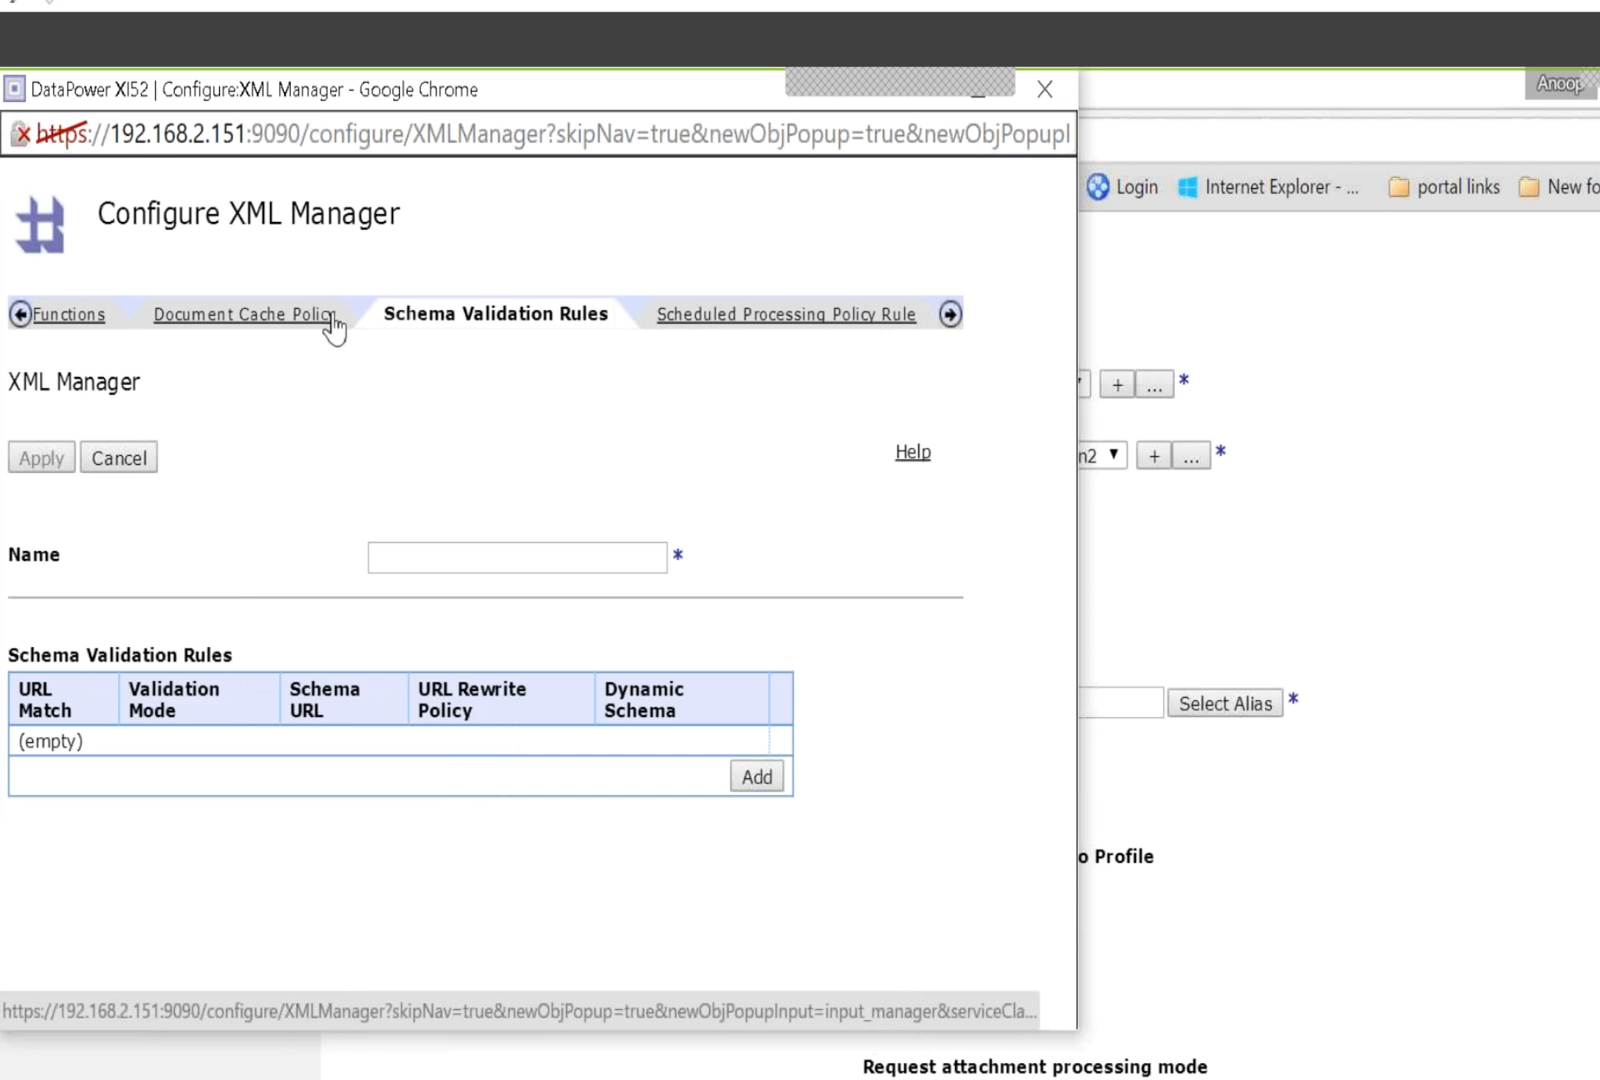 DataPower XI52 | Configure:XML Manager - Google Chrome
Anoop
https://192.168.2.151:9090/configure/XMLManager?skipNav=true&newObjPopup=true&newObjPopupI
Login Internet Explorer - ... portal links New fo
Configure XML Manager
Functions Document Cache Policy Schema Validation Rules Scheduled Processing Policy Rule
XML Manager
+ ... *
Apply Cancel Help
n2 + ... *
Name *
Schema Validation Rules
URL Match Validation Mode Schema URL URL Rewrite Policy Dynamic Schema
Select Alias *
(empty)
Add
o Profile
https://192.168.2.151:9090/configure/XMLManager?skipNav=true&newObjPopup=true&newObjPopupInput=input_manager&serviceCla...
Request attachment processing mode